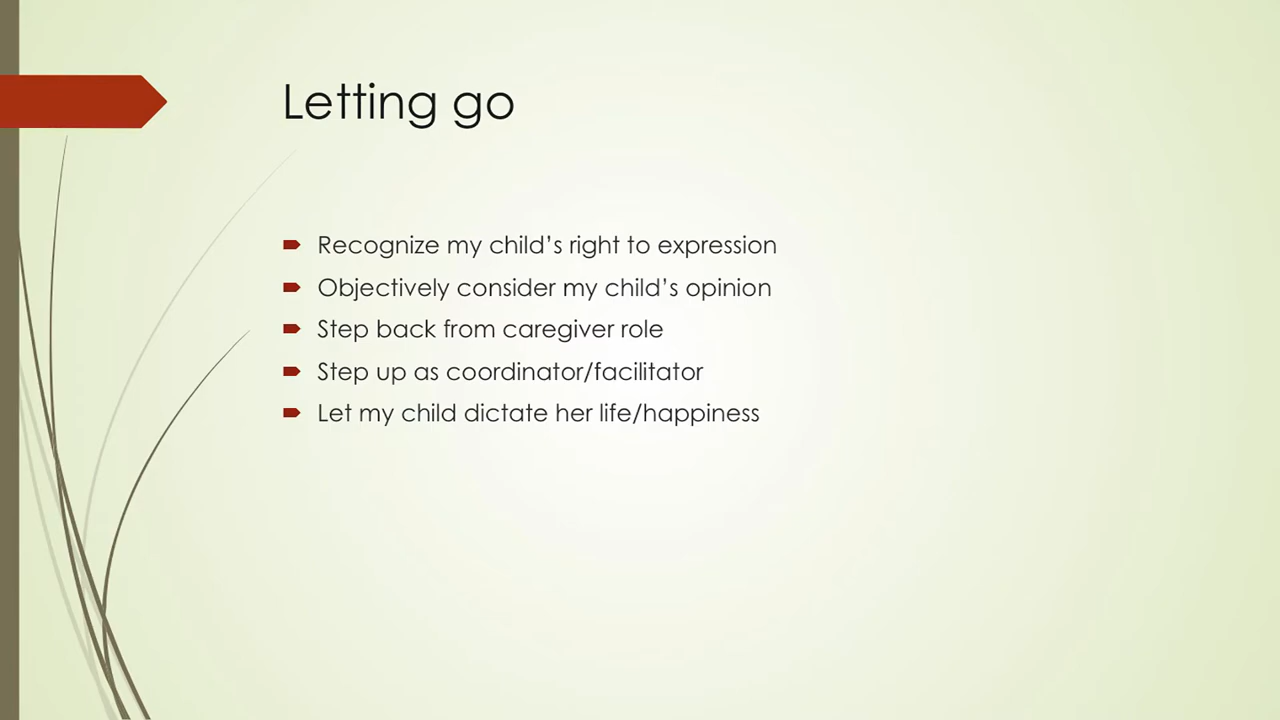 Letting go
Recognize my child’s right to expression
Objectively consider my child’s opinion
Step back from caregiver role
Step up as coordinator/facilitator
Let my child dictate her life/happiness